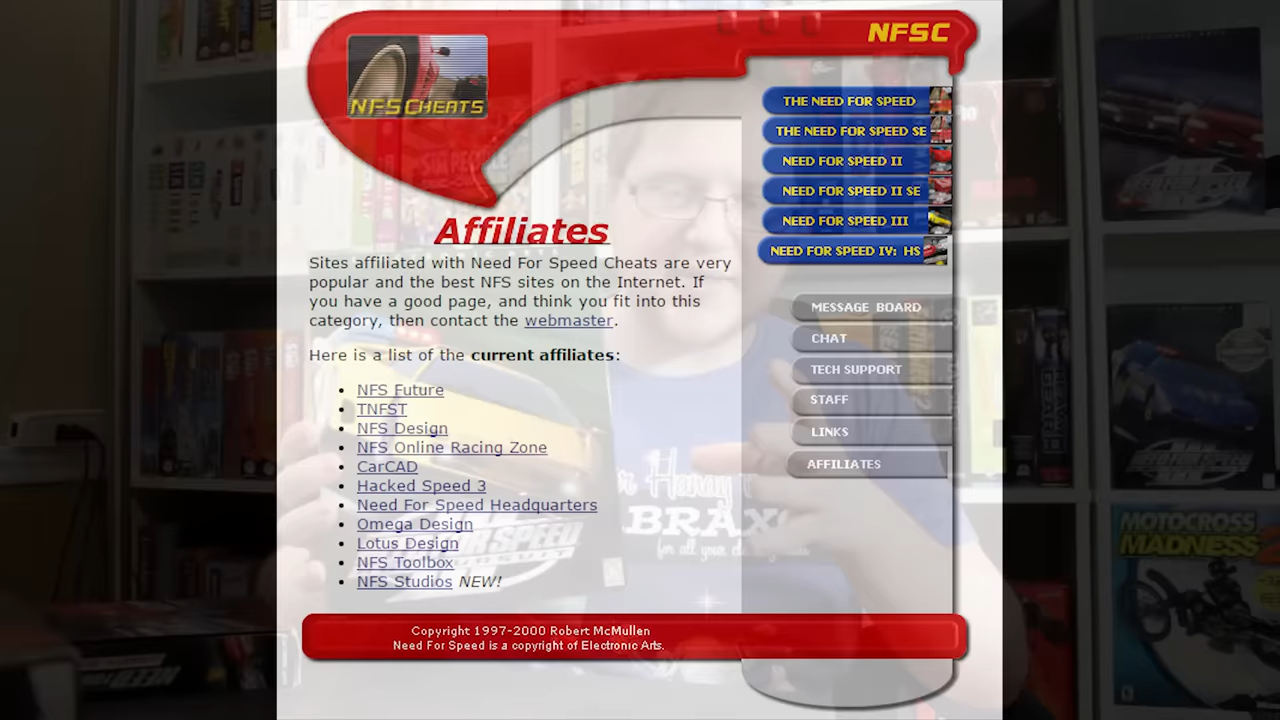 NFSC
NFS CHEATS
THE NEED FOR SPEED
THE NEED FOR SPEED SE
NEED FOR SPEED II
NEED FOR SPEED II SE
NEED FOR SPEED III
NEED FOR SPEED IV: HS
Affiliates
Sites affiliated with Need For Speed Cheats are very
popular and the best NFS sites on the Internet. If
you have a good page, and think you fit into this
category, then contact the webmaster.
Here is a list of the current affiliates:
NFS Future
TNFST
NFS Design
NFS Online Racing Zone
CarCAD
Hacked Speed 3
Need For Speed Headquarters
Omega Design
Lotus Design
NFS Toolbox
NFS Studios NEW!
MESSAGE BOARD
CHAT
TECH SUPPORT
STAFF
LINKS
AFFILIATES
BRAX
for all your
MOTOCROSS
MADNESS 2
Copyright 1997-2000 Robert McMullen
Need For Speed is a copyright of Electronic Arts.